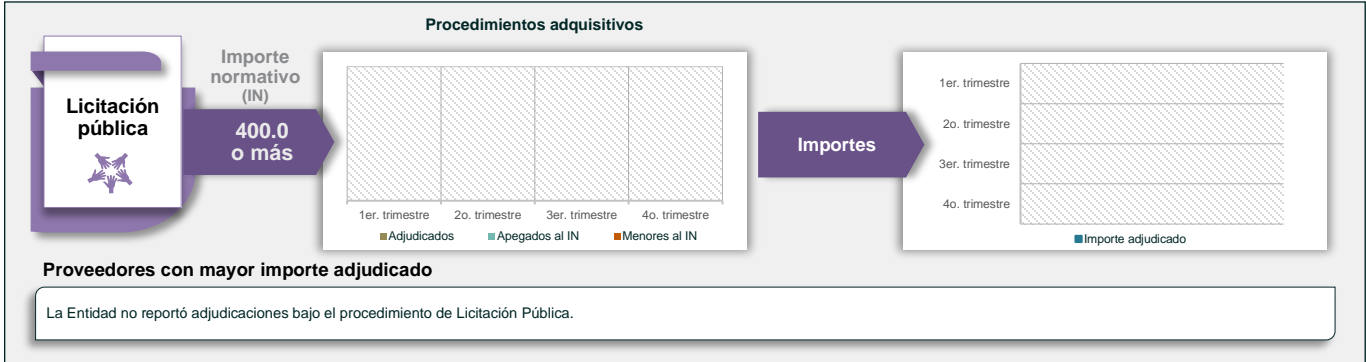 Procedimientos adquisitivos
Licitación
pública
Importe
normativo
(IN)
400.0
o más
1er. trimestre
2o. trimestre
3er. trimestre
4o. trimestre
Adjudicados
Apegados al IN
Menores al IN
Importes
1er. trimestre
2o. trimestre
3er. trimestre
4o. trimestre
Importe adjudicado
Proveedores con mayor importe adjudicado
La Entidad no reportó adjudicaciones bajo el procedimiento de Licitación Pública.